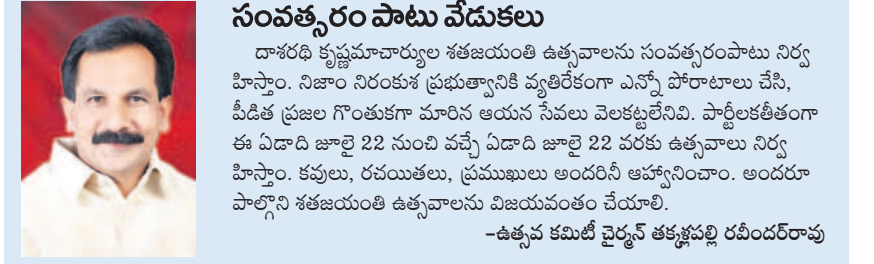 సంవత్సరం పాటు వేడుకలు
దాశరథి కృష్ణమాచార్యుల శతజయంతి ఉత్సవాలను సంవత్సరంపాటు నిర్వ
హిస్తాం. నిజాం నిరంకుశ ప్రభుత్వానికి వ్యతిరేకంగా ఎన్నో పోరాటాలు చేసి,
పీడిత ప్రజల గొంతుకగా మారిన ఆయన సేవలు వెలకట్టలేనివి. పార్టీలకతీతంగా
ఈ ఏడాది జూలై 22 నుంచి వచ్చే ఏడాది జూలై 22 వరకు ఉత్సవాలు నిర్వ
హిస్తాం. కవులు, రచయితలు, ప్రముఖులు అందరినీ ఆహ్వానించాం. అందరూ
పాల్గొని శతజయంతి ఉత్సవాలను విజయవంతం చేయాలి.
–ఉత్సవ కమిటీ చైర్మన్ తక్కళ్లపల్లి రవీందర్‌రావు